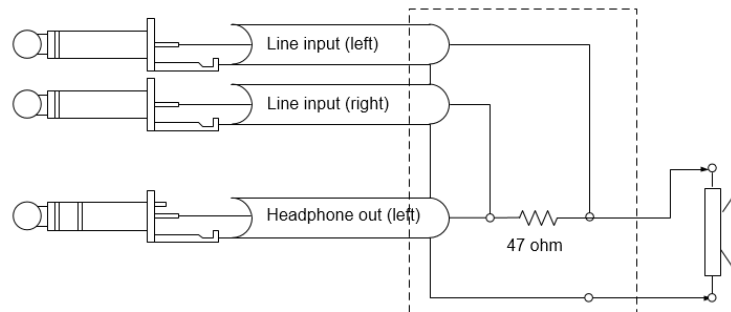 Line input (left)
Line input (right)
Headphone out (left)
47 ohm